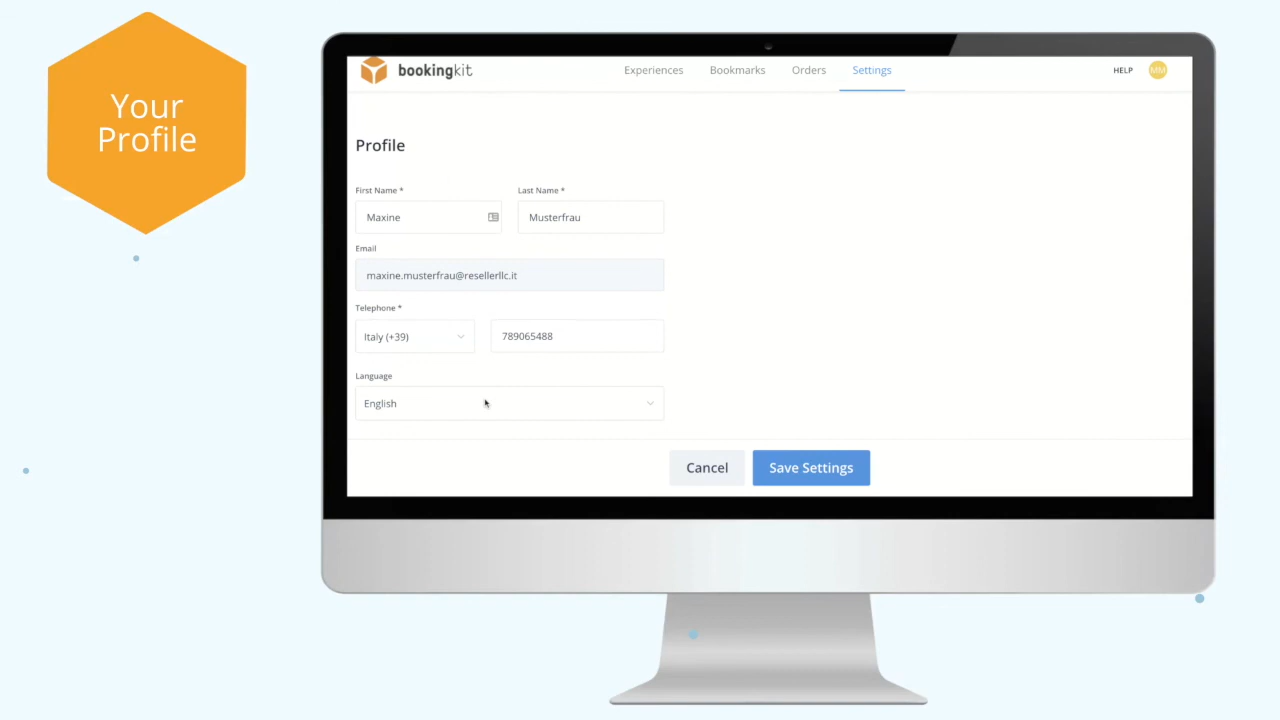 Your
Profile
bookingkit
Experiences
Bookmarks
Orders
Settings
HELP
MM
Profile
First Name *
Last Name *
Maxine
Musterfrau
Email
maxine.musterfrau@resellerllc.it
Telephone *
Italy (+39)
789065488
Language
English
Cancel
Save Settings